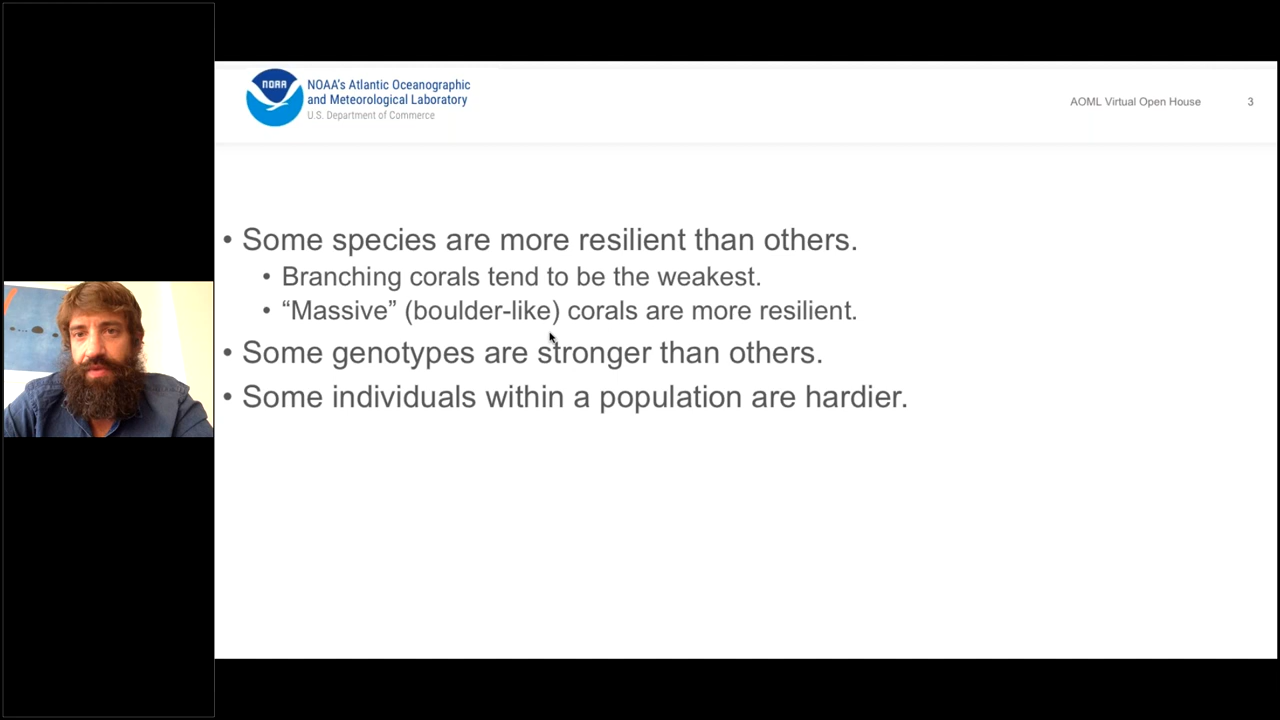 NOAA
NOAA's Atlantic Oceanographic
and Meteorological Laboratory
U.S. Department of Commerce
AOML Virtual Open House 3
• Some species are more resilient than others.
• Branching corals tend to be the weakest.
• “Massive” (boulder-like) corals are more resilient.
• Some genotypes are stronger than others.
• Some individuals within a population are hardier.